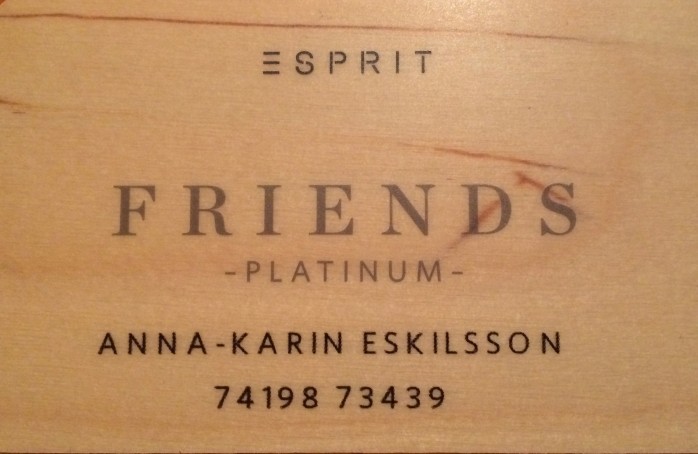 ESPRIT
FRIENDS
-PLATINUM-
ANNA-KARIN ESKILSSON
74198 73439